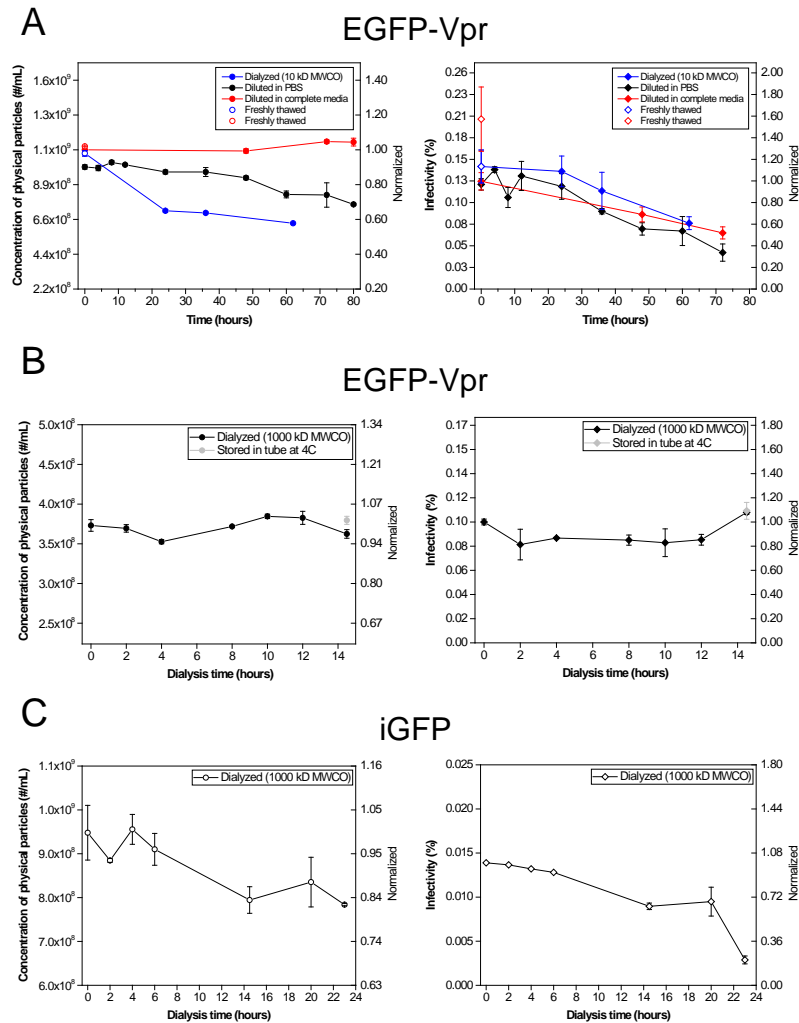 A
EGFP-Vpr
Concentration of physical particles (#/mL)
1.6x10⁹
1.3x10⁹
1.1x10⁹
8.9x10⁸
6.6x10⁸
4.4x10⁸
2.2x10⁸
Dialyzed (10 kD MWCO)
Diluted in PBS
Diluted in complete media
Freshly thawed
Freshly thawed
1.40
1.20
1.00
0.80
0.60
0.40
0.20
Normalized
0 10 20 30 40 50 60 70 80
Time (hours)
Infectivity (%)
0.26
0.23
0.21
0.18
0.15
0.13
0.10
0.08
0.05
0.03
0.00
Dialyzed (10 kD MWCO)
Diluted in PBS
Diluted in complete media
Freshly thawed
Freshly thawed
2.00
1.80
1.60
1.40
1.20
1.00
0.80
0.60
0.40
0.20
0.00
Normalized
0 10 20 30 40 50 60 70 80
Time (hours)
B
EGFP-Vpr
Concentration of physical particles (#/mL)
5.0x10⁸
4.5x10⁸
4.0x10⁸
3.5x10⁸
3.0x10⁸
2.5x10⁸
Dialyzed (1000 kD MWCO)
Stored in tube at 4C
1.34
1.21
1.07
0.94
0.80
0.67
Normalized
0 2 4 6 8 10 12 14
Dialysis time (hours)
Infectivity (%)
0.17
0.15
0.13
0.12
0.10
0.08
0.06
0.04
0.03
0.01
0.00
Dialyzed (1000 kD MWCO)
Stored in tube at 4C
1.80
1.60
1.40
1.20
1.00
0.80
0.60
0.40
0.20
0.00
Normalized
0 2 4 6 8 10 12 14
Dialysis time (hours)
C
iGFP
Concentration of physical particles (#/mL)
1.1x10⁹
1.0x10⁹
9.0x10⁸
8.0x10⁸
7.0x10⁸
6.0x10⁸
Dialyzed (1000 kD MWCO)
1.16
1.05
0.95
0.84
0.74
0.63
Normalized
0 2 4 6 8 10 12 14 16 18 20 22 24
Dialysis time (hours)
Infectivity (%)
0.025
0.020
0.015
0.010
0.005
0.000
Dialyzed (1000 kD MWCO)
1.80
1.44
1.08
0.72
0.36
0.00
Normalized
0 2 4 6 8 10 12 14 16 18 20 22 24
Dialysis time (hours)